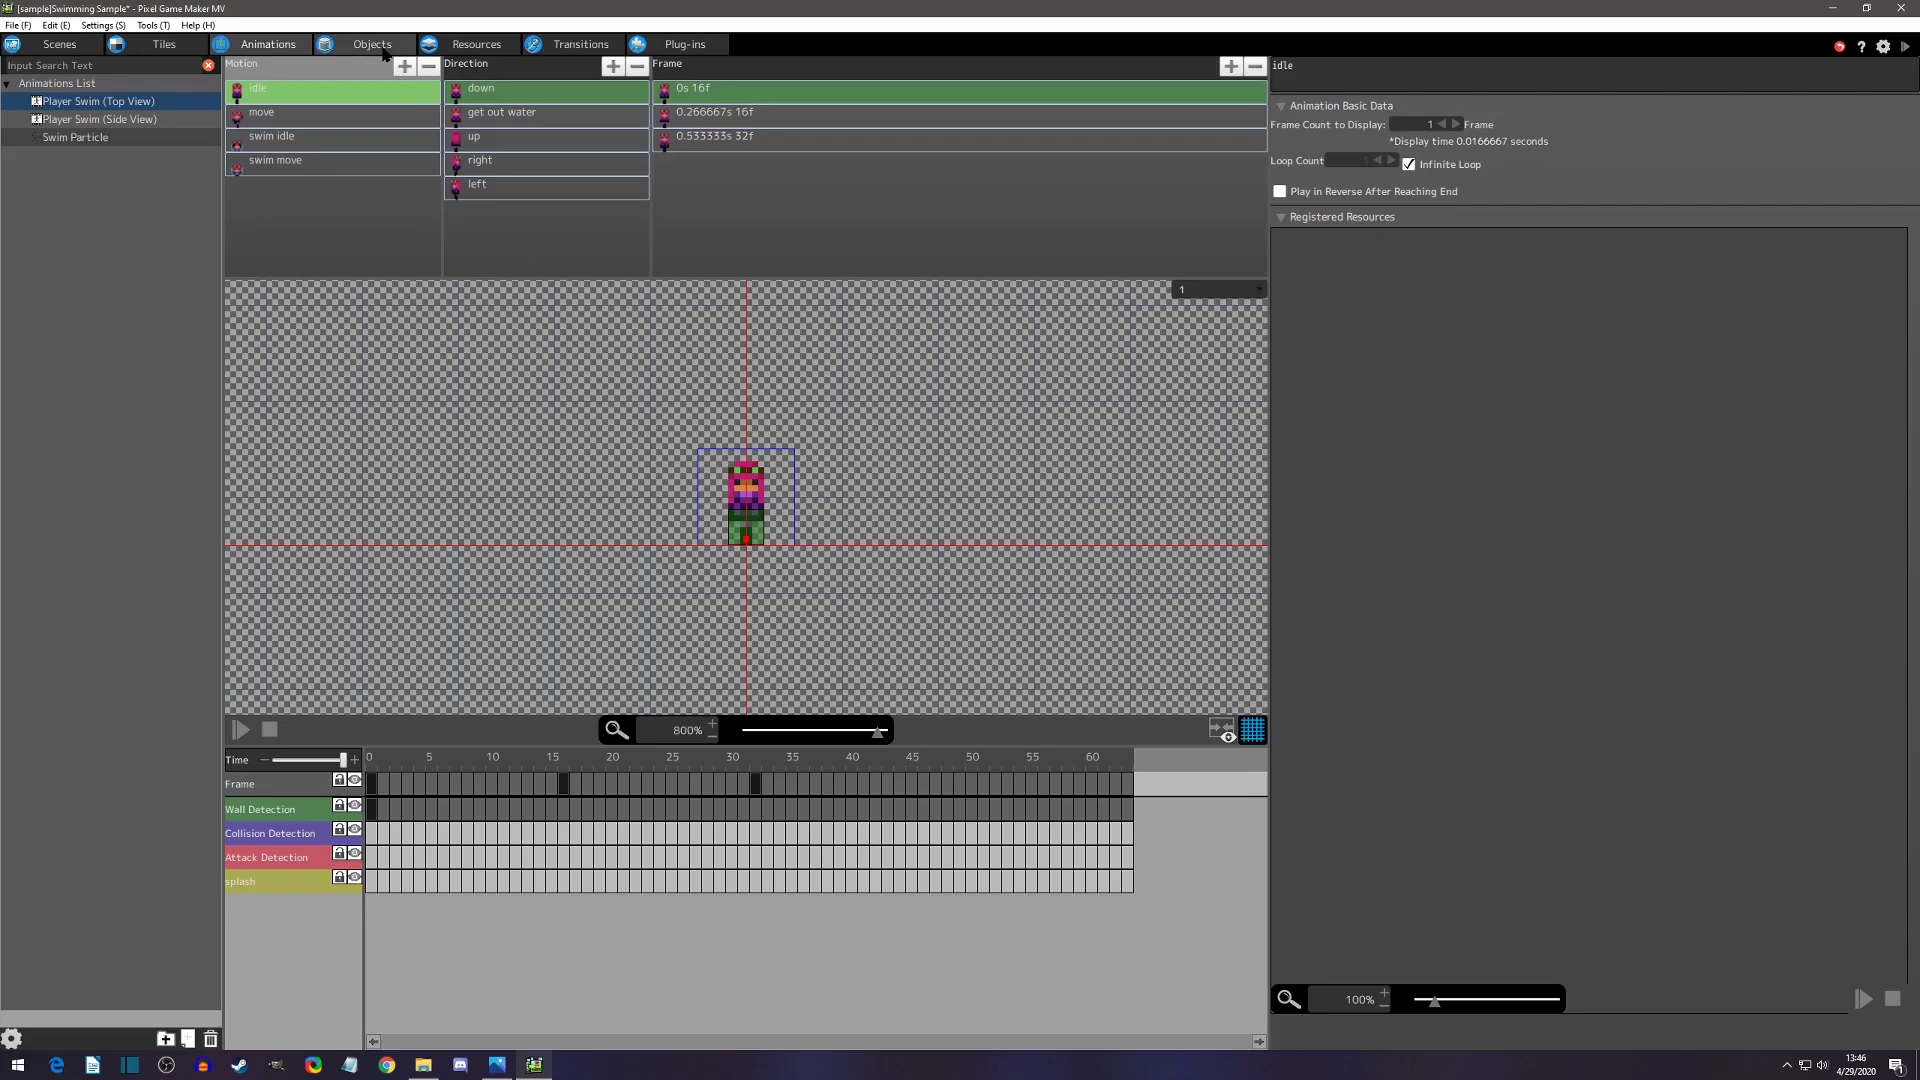 [sample]Swimming Sample* - Pixel Game Maker MV
File (F) Edit (E) Settings (S) Tools (T) Help (H)
Scenes Tiles Animations Objects Resources Transitions Plug-ins
Input Search Text
Animations List
Player Swim (Top View)
Player Swim (Side View)
Swim Particle
Motion
idle
move
swim idle
swim move
Direction
down
get out water
up
right
left
Frame
0s 16f
0.266667s 16f
0.533333s 32f
1
800%
Time 0 5 10 15 20 25 30 35 40 45 50 55 60
Frame
Wall Detection
Collision Detection
Attack Detection
splash
idle
Animation Basic Data
Frame Count to Display: 1 Frame
*Display time 0.0166667 seconds
Loop Count 1 Infinite Loop
Play in Reverse After Reaching End
Registered Resources
100%
13:46
4/29/2020